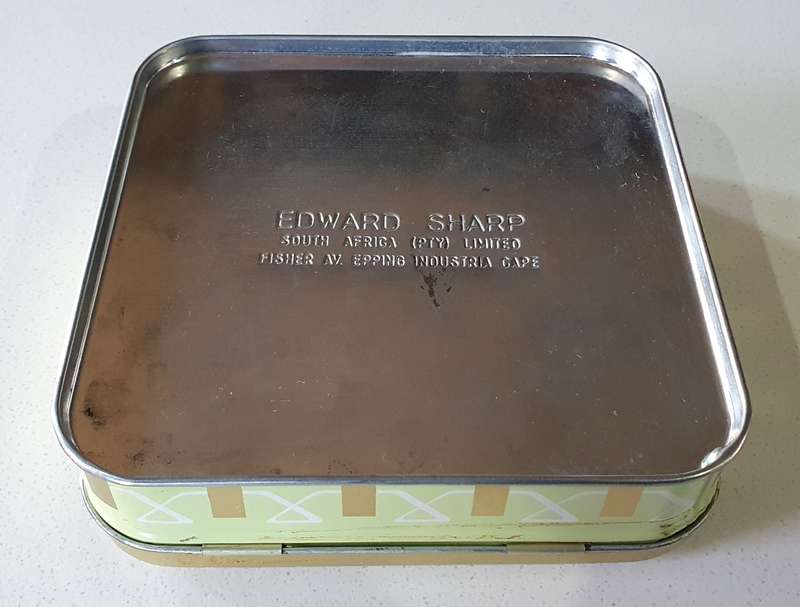 EDWARD SHARP
SOUTH AFRICA (PTY) LIMITED
FISHER AV. EPPING INDUSTRIA CAPE